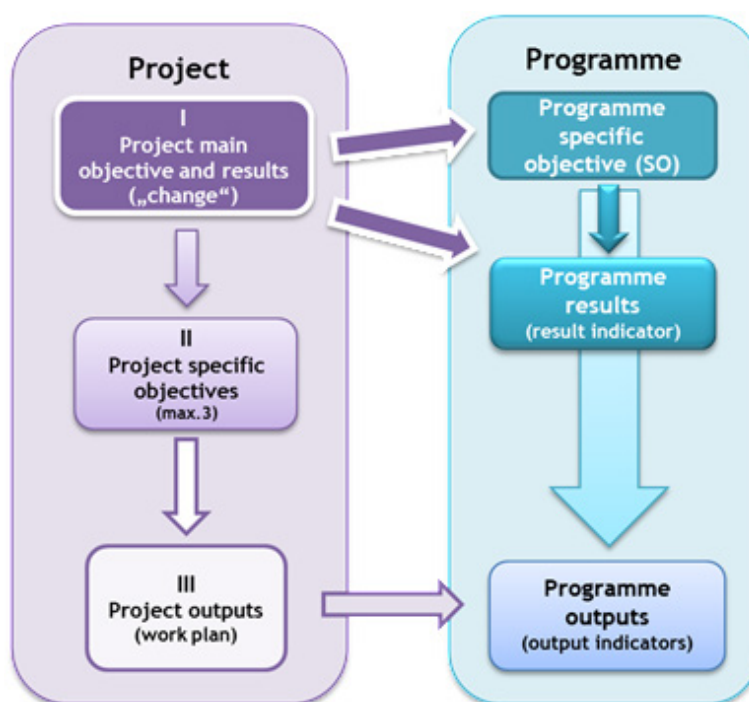 Project
I
Project main
objective and results
(„change“)
II
Project specific
objectives
(max.3)
III
Project outputs
(work plan)
Programme
Programme
specific
objective (SO)
Programme
results
(result indicator)
Programme
outputs
(output indicators)